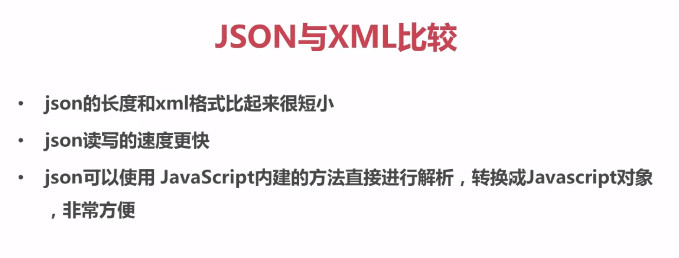 JSON与XML比较
• json的长度和xml格式比起来很短小
• json读写的速度更快
• json可以使用 JavaScript内建的方法直接进行解析，转换成Javascript对象
，非常方便